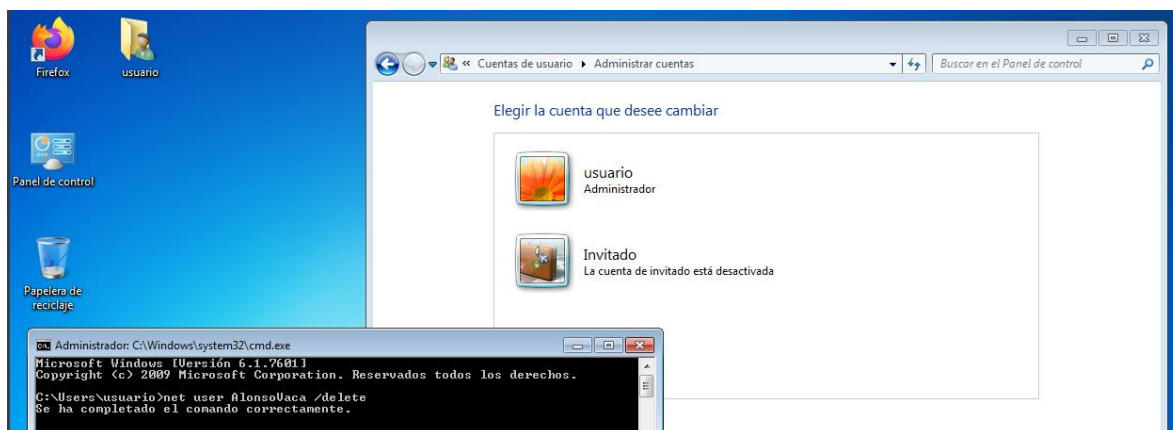 Firefox
usuario
Panel de control
Papelera de
reciclaje
« Cuentas de usuario ▸ Administrar cuentas
Buscar en el Panel de control
Elegir la cuenta que desee cambiar
usuario
Administrador
Invitado
La cuenta de invitado está desactivada
Administrador: C:\Windows\system32\cmd.exe
Microsoft Windows [Versión 6.1.7601]
Copyright (c) 2009 Microsoft Corporation. Reservados todos los derechos.
C:\Users\usuario>net user AlonsoVaca /delete
Se ha completado el comando correctamente.